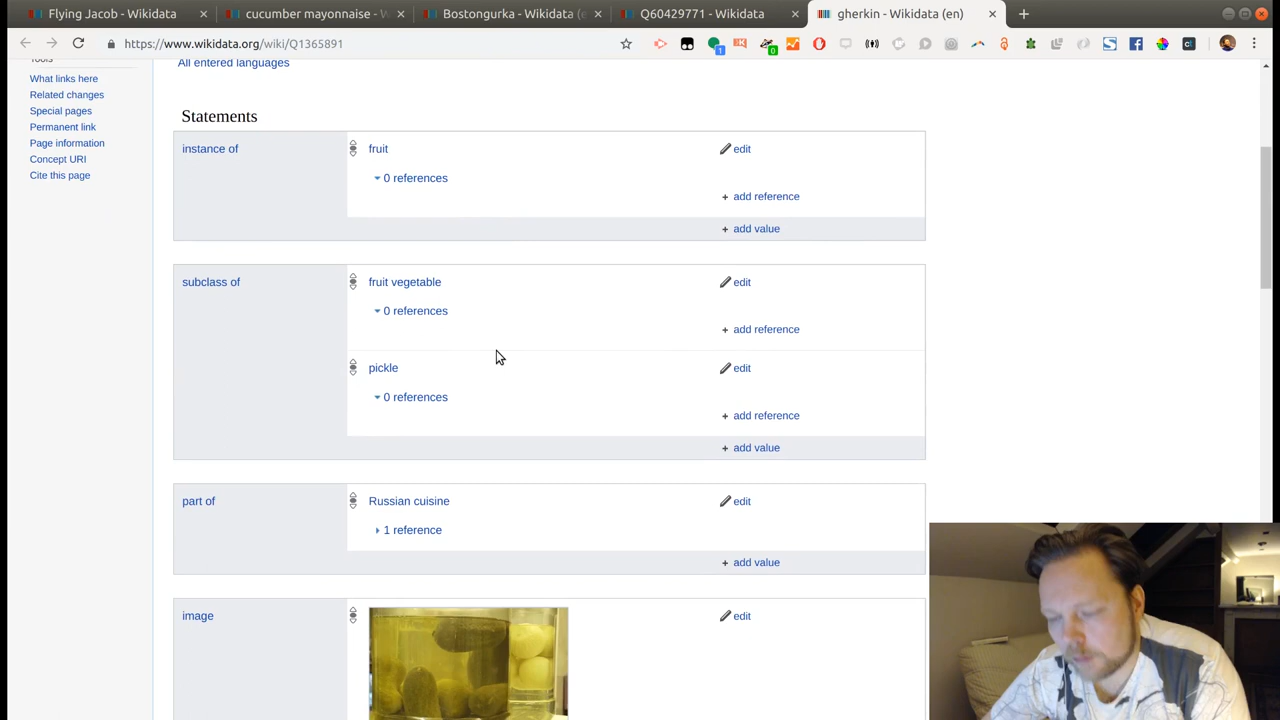 Flying Jacob - Wikidata
cucumber mayonnaise - W
Bostongurka - Wikidata (e
Q60429771 - Wikidata
gherkin - Wikidata (en)
https://www.wikidata.org/wiki/Q1365891
1
0
Tools
What links here
Related changes
Special pages
Permanent link
Page information
Concept URI
Cite this page
All entered languages
Statements
instance of
fruit
edit
0 references
+ add reference
+ add value
subclass of
fruit vegetable
edit
0 references
+ add reference
pickle
edit
0 references
+ add reference
+ add value
part of
Russian cuisine
edit
1 reference
+ add value
image
edit